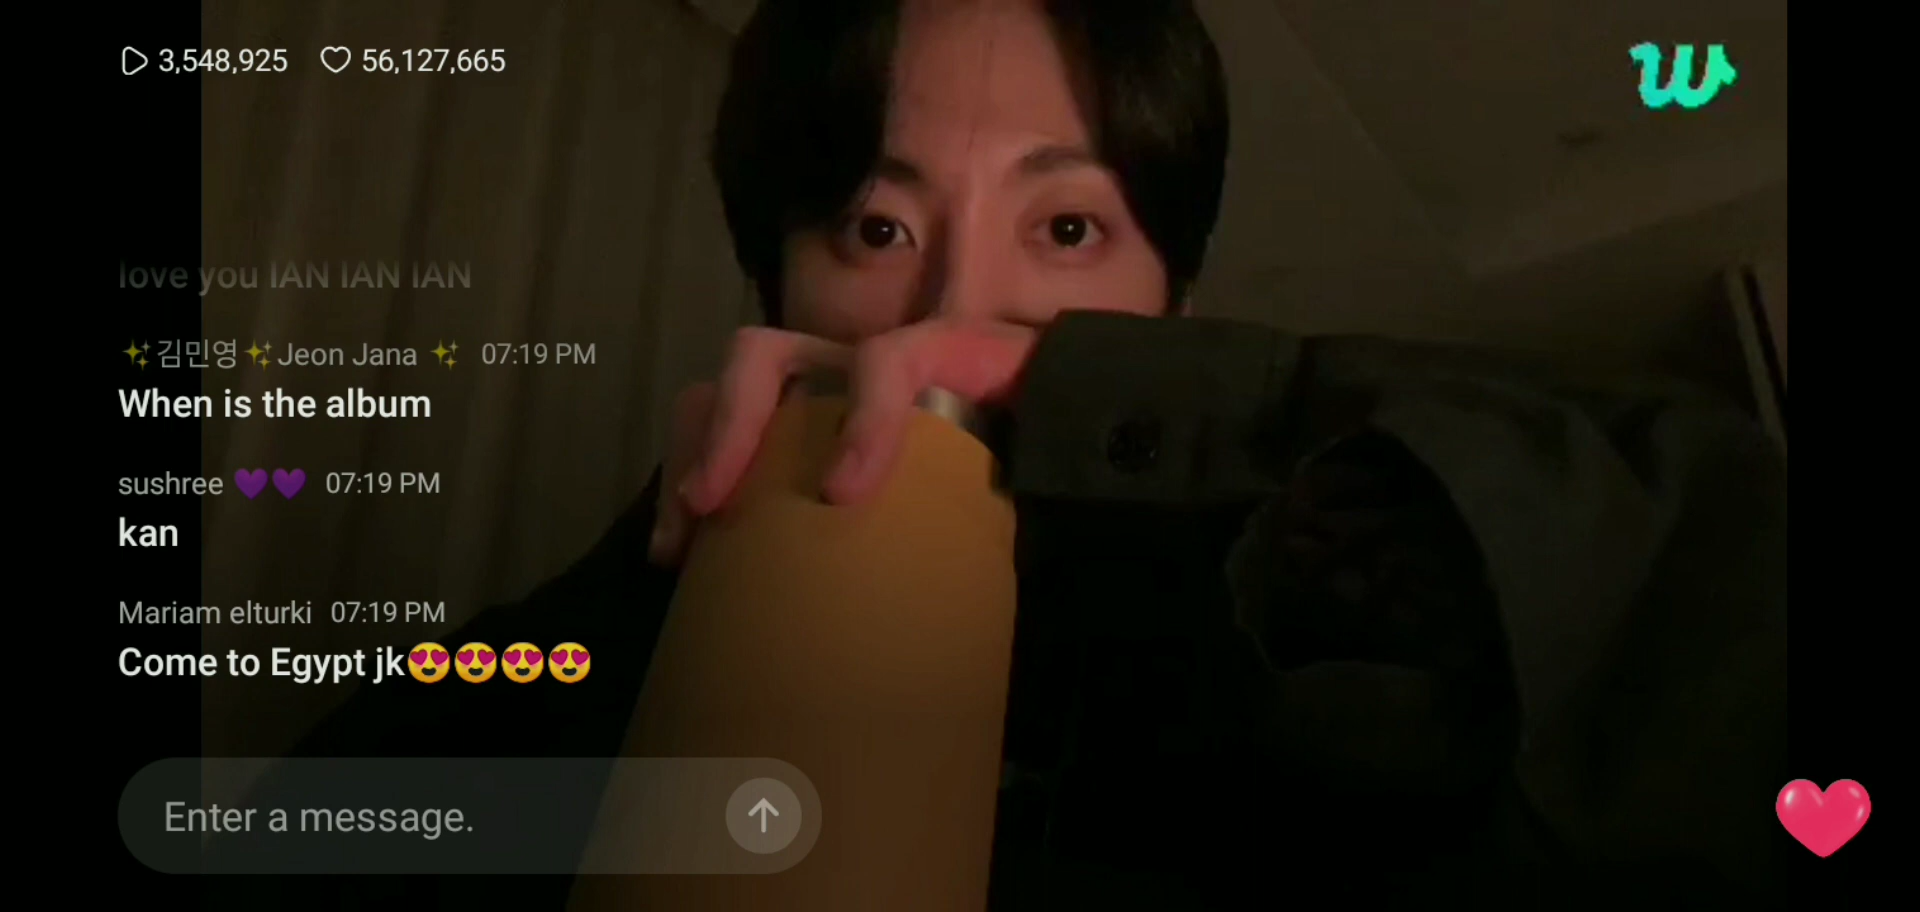 3,548,925 56,127,665
love you IAN IAN IAN
✨김민영✨Jeon Jana ✨ 07:19 PM
When is the album
sushree 💜💜 07:19 PM
kan
Mariam elturki 07:19 PM
Come to Egypt jk😍😍😍😍
Enter a message.